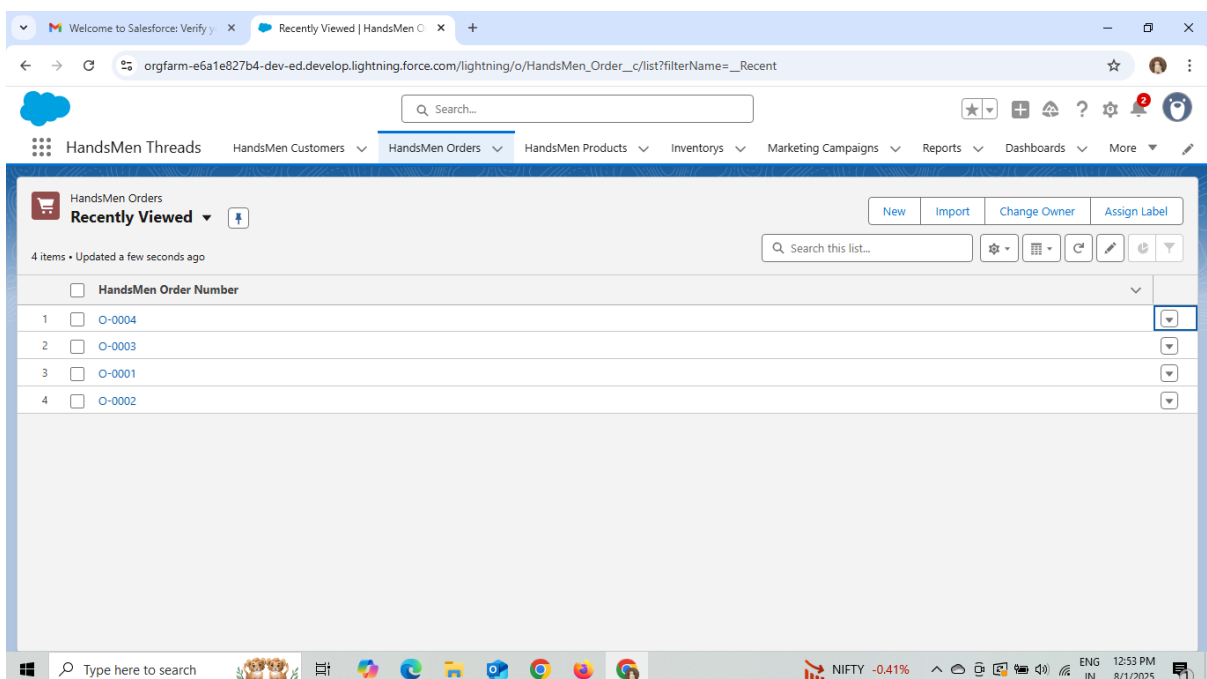 Welcome to Salesforce: Verify y
Recently Viewed | HandsMen O
orgfarm-e6a1e827b4-dev-ed.develop.lightning.force.com/lightning/o/HandsMen_Order__c/list?filterName=__Recent
Search...
2
HandsMen Threads HandsMen Customers HandsMen Orders HandsMen Products Inventorys Marketing Campaigns Reports Dashboards More
HandsMen Orders
Recently Viewed
New Import Change Owner Assign Label
4 items • Updated a few seconds ago
Search this list...
HandsMen Order Number
1 O-0004
2 O-0003
3 O-0001
4 O-0002
Type here to search
NIFTY -0.41%
ENG 12:53 PM
IN 8/1/2025
1